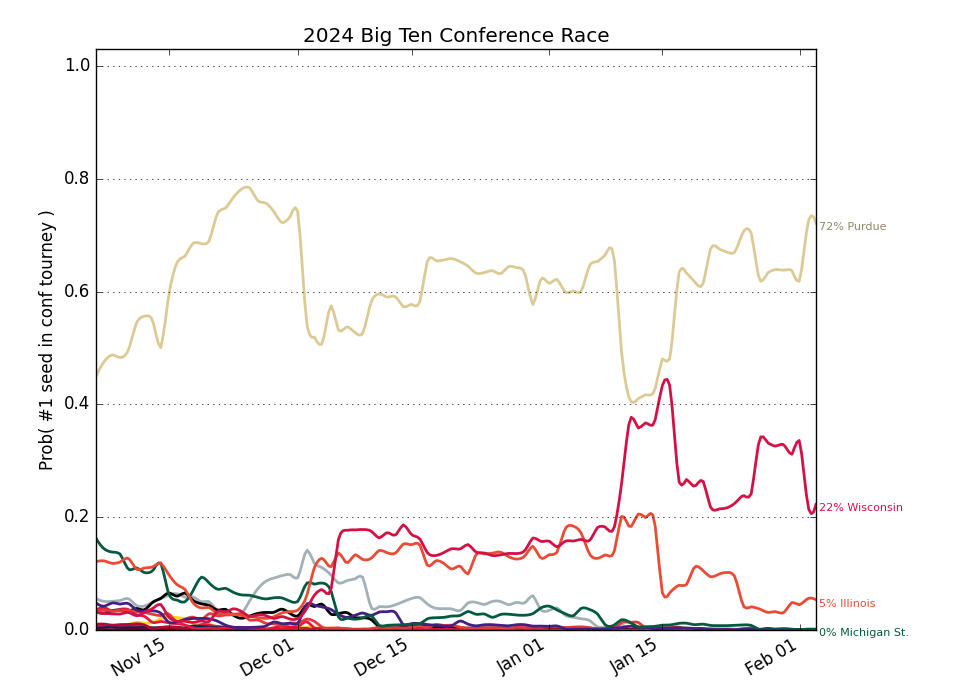 2024 Big Ten Conference Race
Prob( #1 seed in conf tourney )
1.0
0.8
0.6
0.4
0.2
0.0
72% Purdue
22% Wisconsin
5% Illinois
0% Michigan St.
Nov 15
Dec 01
Dec 15
Jan 01
Jan 15
Feb 01